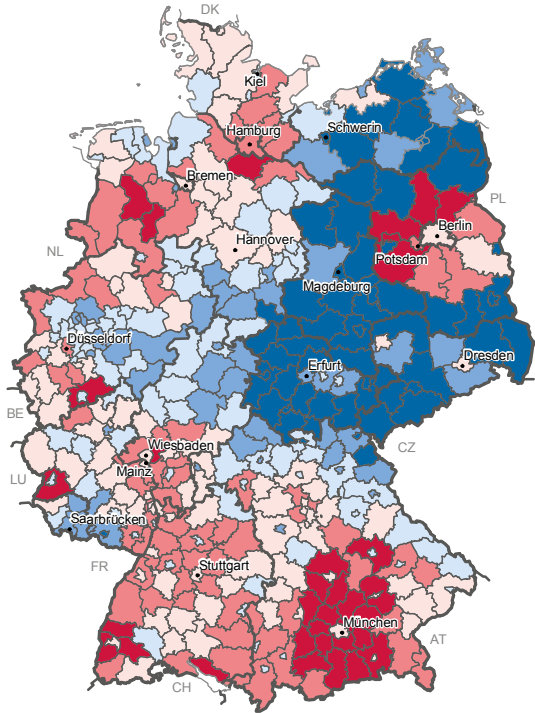 DK
Kiel
Hamburg
Schwerin
Bremen
PL
Berlin
NL
Hannover
Potsdam
Magdeburg
Düsseldorf
Erfurt
Dresden
BE
Wiesbaden
CZ
Mainz
LU
Saarbrücken
FR
Stuttgart
München
AT
CH